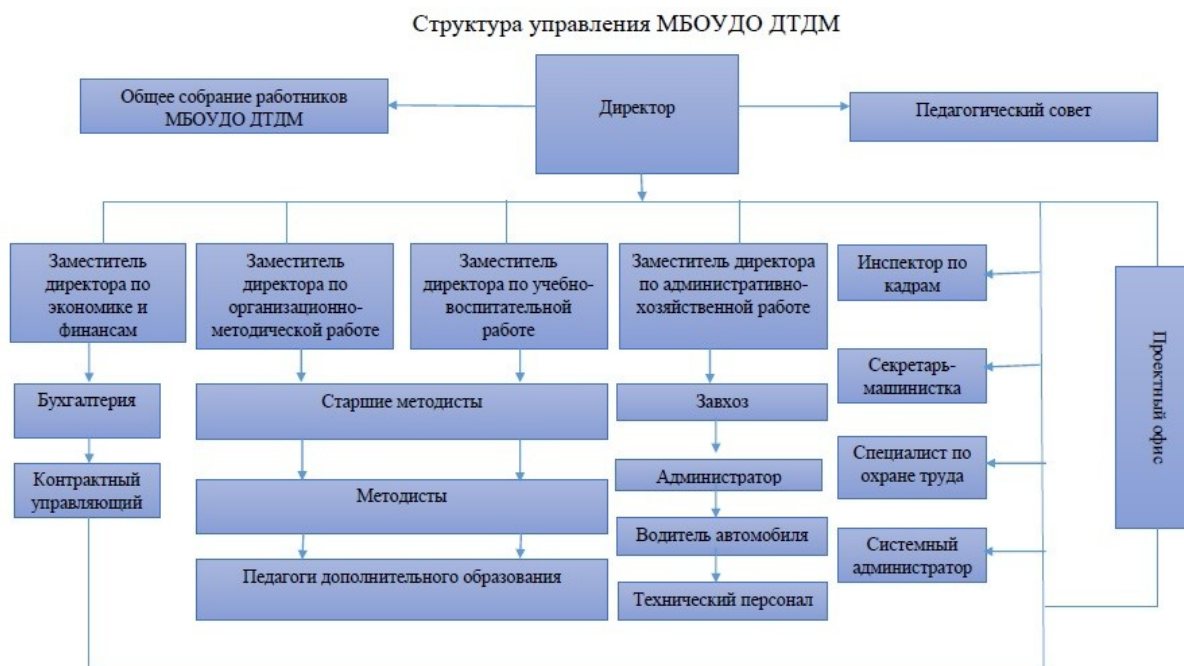 Структура управления МБОУДО ДТДМ
Общее собрание работников
МБОУДО ДТДМ
Директор
Педагогический совет
Заместитель
директора по
экономике и
финансам
Заместитель
директора по
организационно-
методической работе
Заместитель
директора по учебно-
воспитательной
работе
Заместитель директора
по административно-
хозяйственной работе
Инспектор по
кадрам
Проектный офис
Бухгалтерия
Старшие методисты
Завхоз
Секретарь-
машинистка
Контрактный
управляющий
Методисты
Администратор
Специалист по
охране труда
Водитель автомобиля
Системный
администратор
Педагоги дополнительного образования
Технический персонал